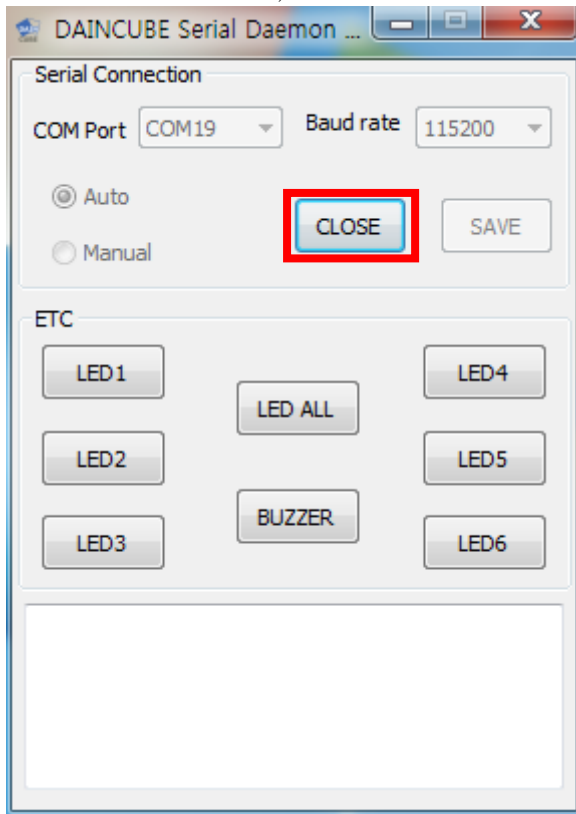 DAINCUBE Serial Daemon ...
Serial Connection
COM Port COM19 Baud rate 115200
Auto
Manual
CLOSE SAVE
ETC
LED1 LED4
LED ALL
LED2 LED5
BUZZER
LED3 LED6